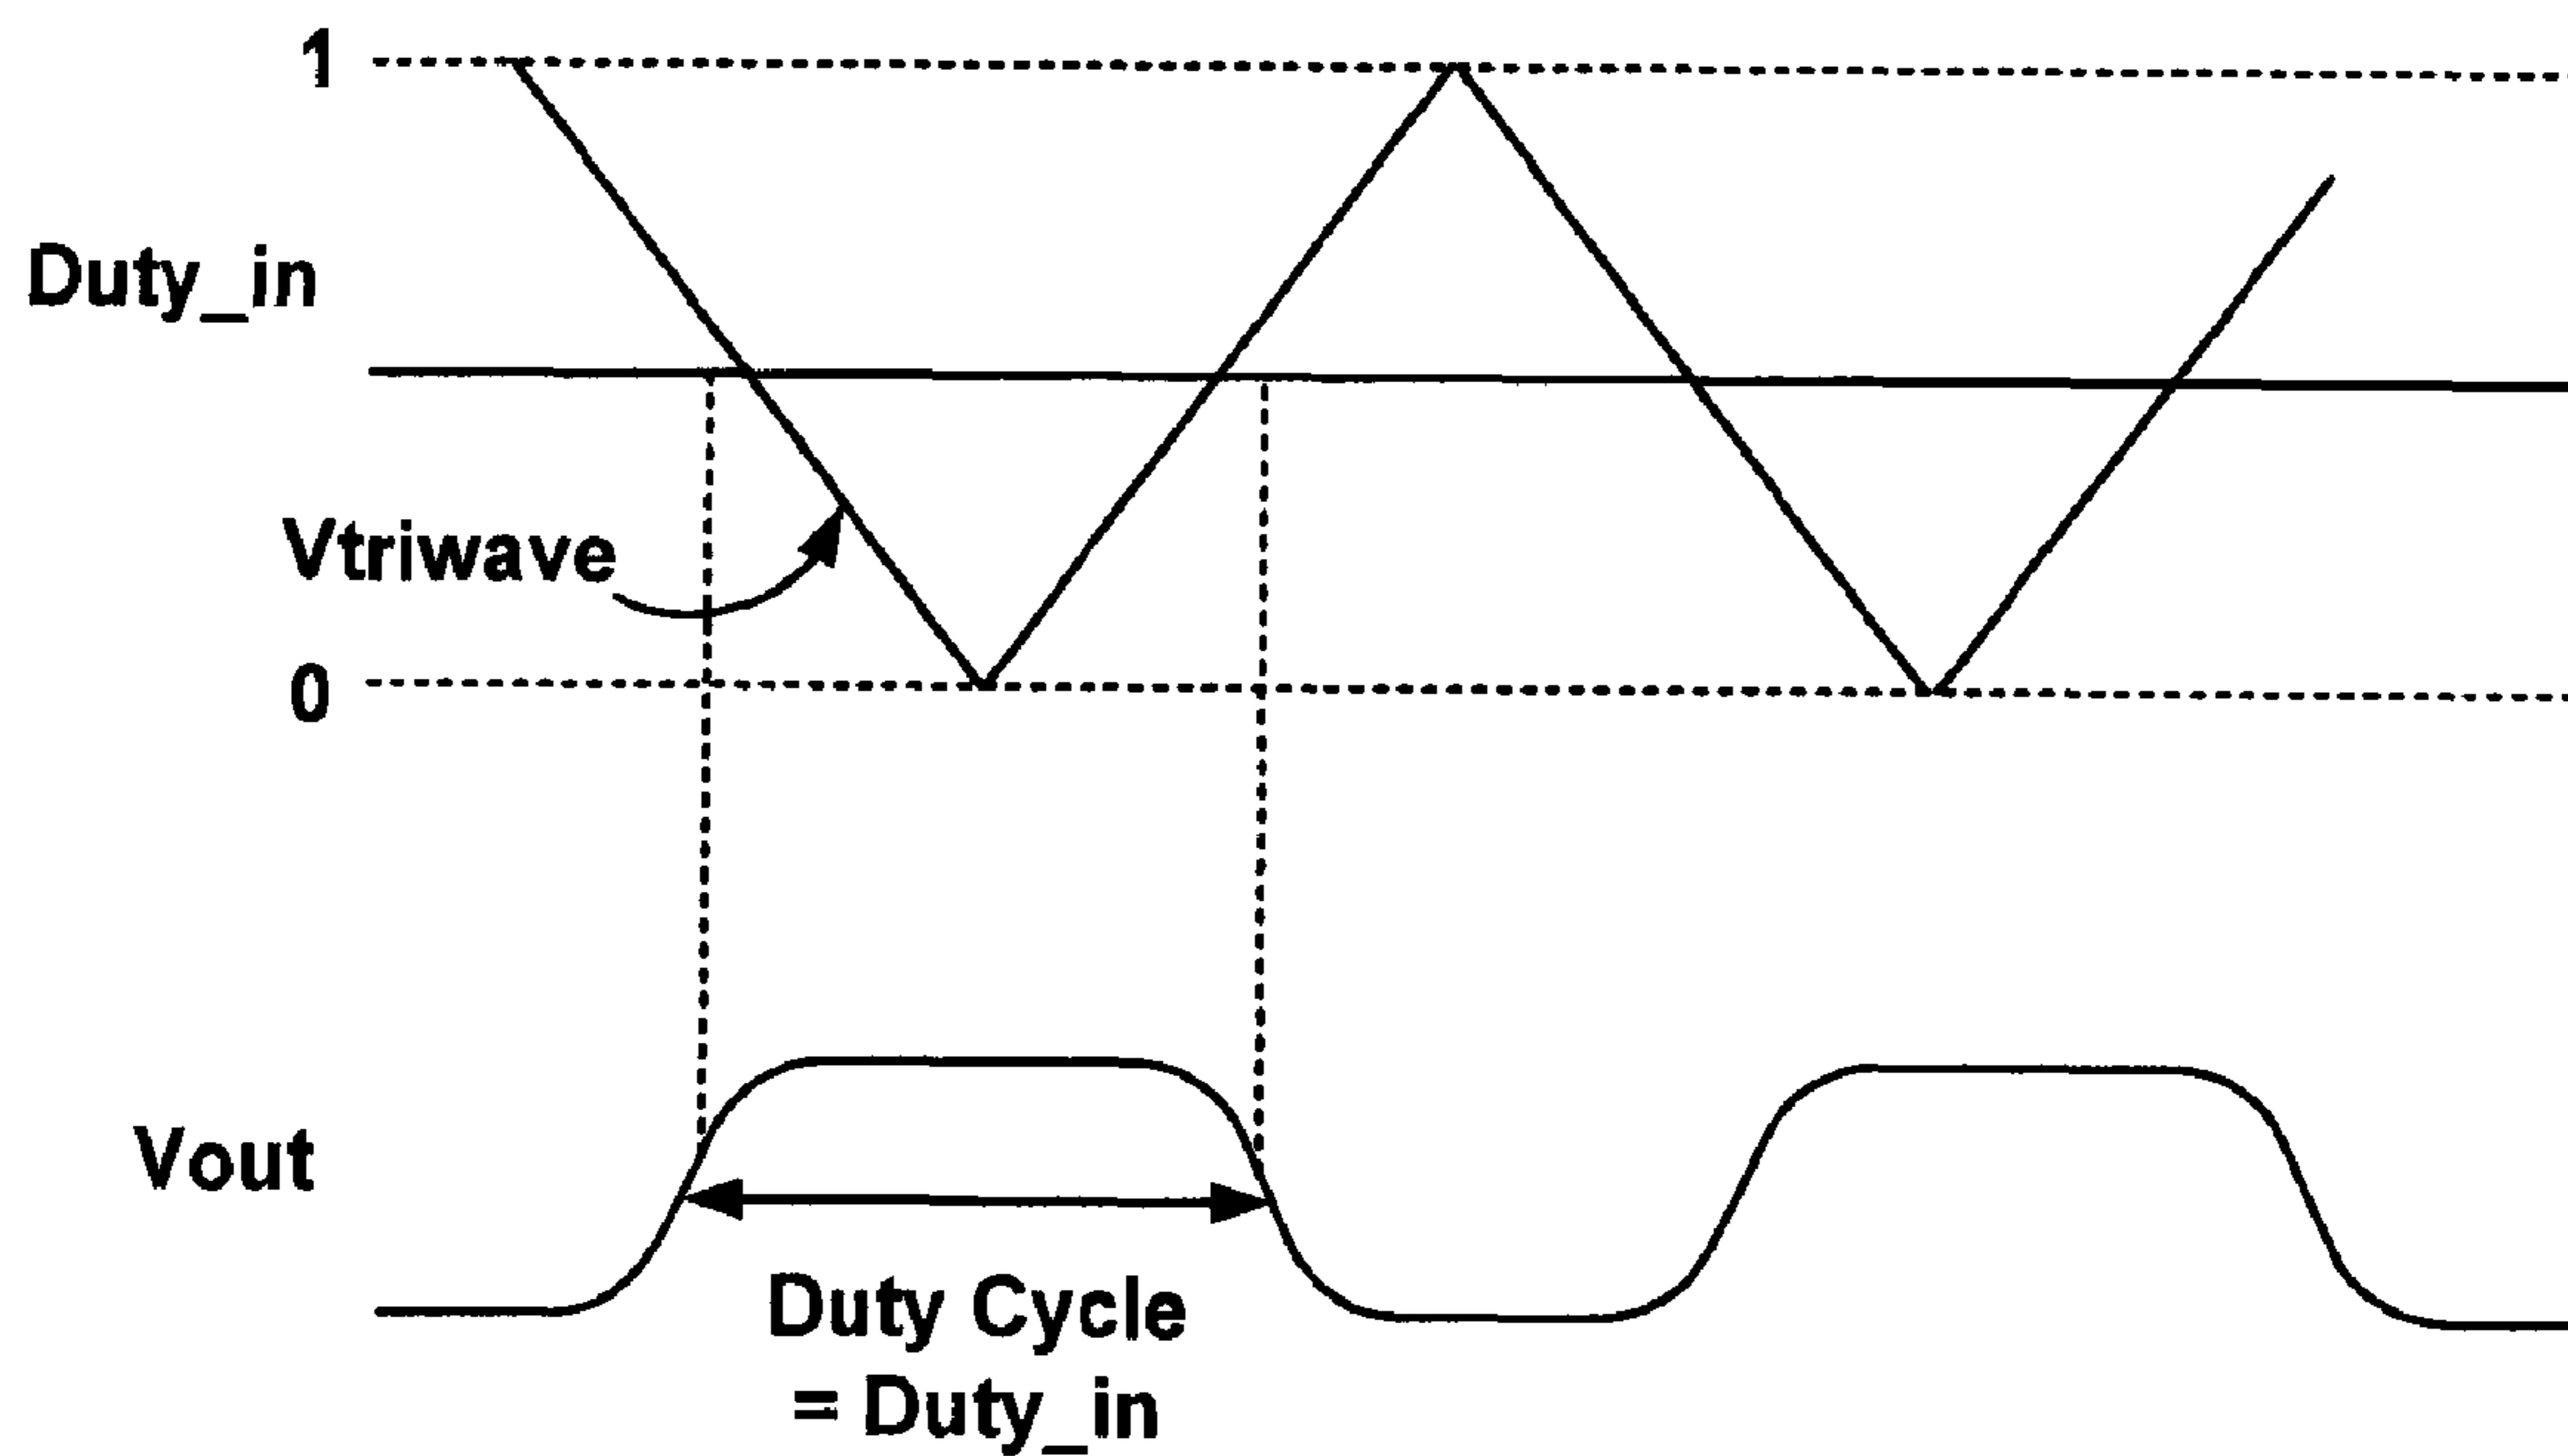 1
Duty_in
Vtriwave
0
Vout
Duty Cycle
= Duty_in